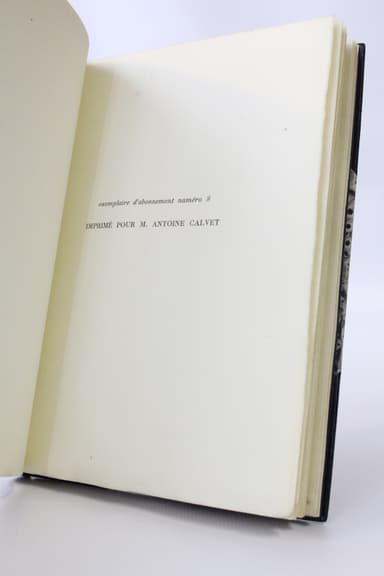 exemplaire d'abonnement numéro 8
IMPRIMÉ POUR M. ANTOINE CALVET